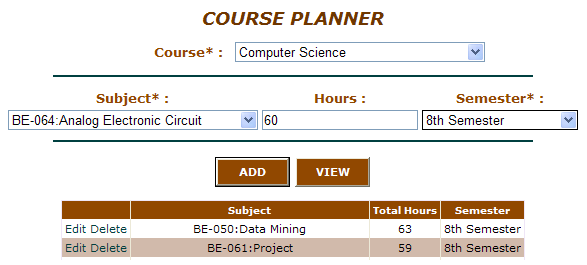 COURSE PLANNER
Course* : Computer Science
Subject* : Hours : Semester* :
BE-064:Analog Electronic Circuit 60 8th Semester
ADD VIEW
Subject Total Hours Semester
Edit Delete BE-050:Data Mining 63 8th Semester
Edit Delete BE-061:Project 59 8th Semester